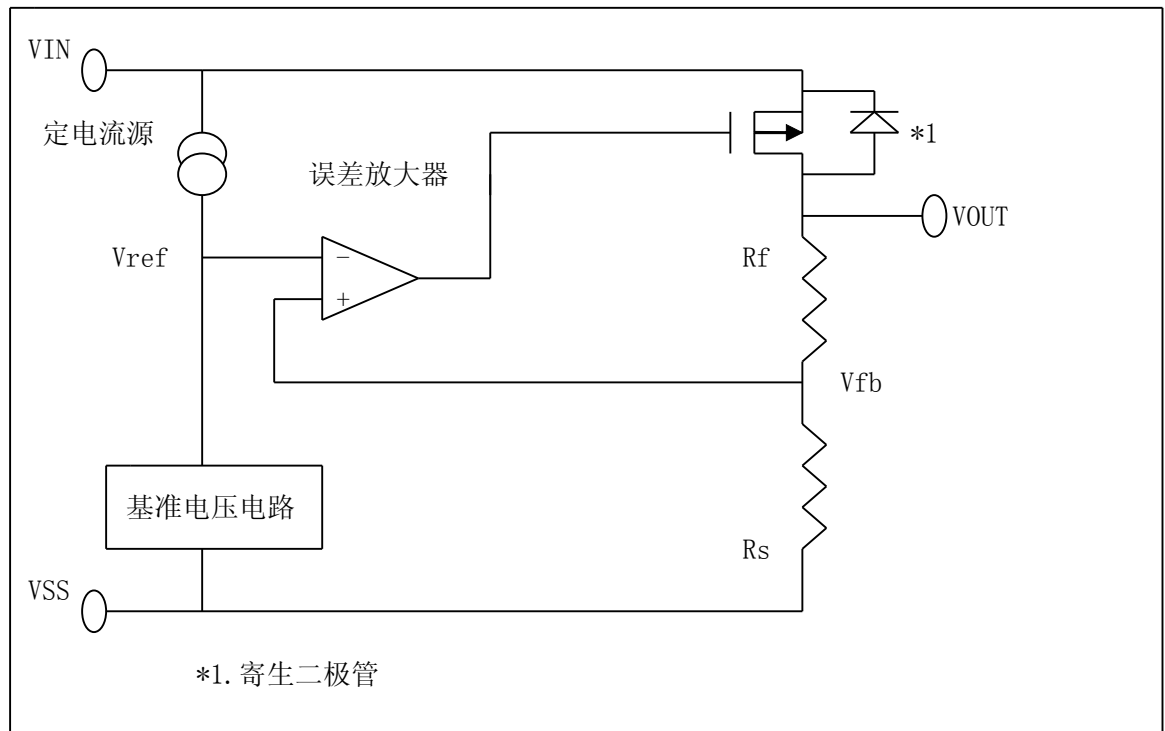 VIN
定电流源
*1
误差放大器
VOUT
Vref
−
Rf
+
Vfb
基准电压电路
Rs
VSS
*1.寄生二极管